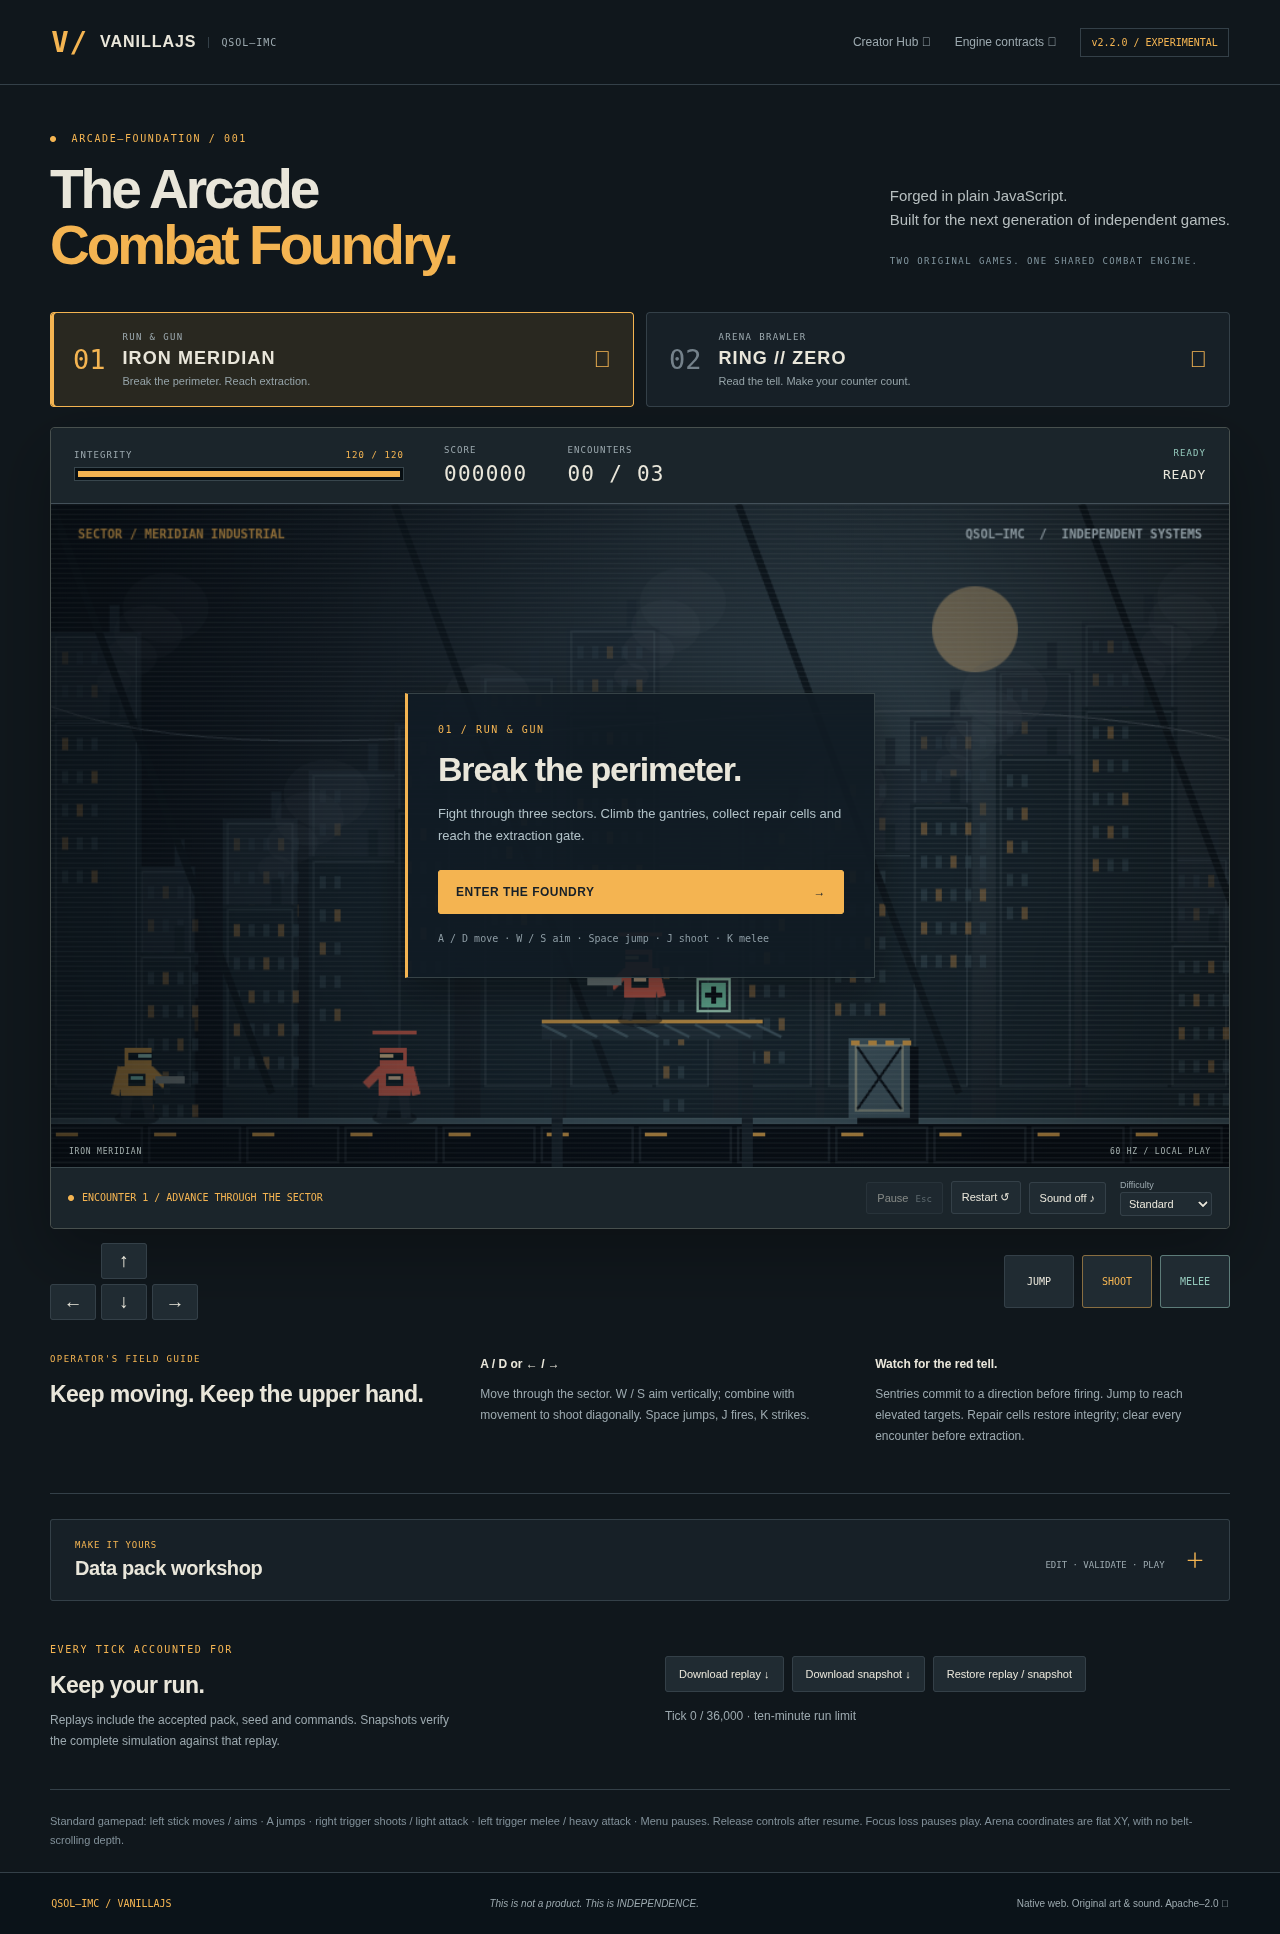 V/ VANILLAJS | QSOL—IMC
Creator Hub
Engine contracts
v2.2.0 / EXPERIMENTAL
ARCADE—FOUNDATION / 001
The Arcade
Combat Foundry.
Forged in plain JavaScript.
Built for the next generation of independent games.
TWO ORIGINAL GAMES. ONE SHARED COMBAT ENGINE.
01
RUN & GUN
IRON MERIDIAN
Break the perimeter. Reach extraction.
02
ARENA BRAWLER
RING // ZERO
Read the tell. Make your counter count.
INTEGRITY 120 / 120
SCORE
000000
ENCOUNTERS
00 / 03
READY
READY
SECTOR / MERIDIAN INDUSTRIAL
QSOL—IMC / INDEPENDENT SYSTEMS
01 / RUN & GUN
Break the perimeter.
Fight through three sectors. Climb the gantries, collect repair cells and
reach the extraction gate.
ENTER THE FOUNDRY →
A / D move · W / S aim · Space jump · J shoot · K melee
IRON MERIDIAN
60 HZ / LOCAL PLAY
ENCOUNTER 1 / ADVANCE THROUGH THE SECTOR
Pause Esc
Restart ↺
Sound off ♪
Difficulty
Standard
↑
← ↓ →
JUMP
SHOOT
MELEE
OPERATOR'S FIELD GUIDE
Keep moving. Keep the upper hand.
A / D or ← / →
Move through the sector. W / S aim vertically; combine with
movement to shoot diagonally. Space jumps, J fires, K strikes.
Watch for the red tell.
Sentries commit to a direction before firing. Jump to reach
elevated targets. Repair cells restore integrity; clear every
encounter before extraction.
MAKE IT YOURS
Data pack workshop
EDIT · VALIDATE · PLAY +
EVERY TICK ACCOUNTED FOR
Keep your run.
Replays include the accepted pack, seed and commands. Snapshots verify
the complete simulation against that replay.
Download replay ↓
Download snapshot ↓
Restore replay / snapshot
Tick 0 / 36,000 · ten-minute run limit
Standard gamepad: left stick moves / aims · A jumps · right trigger shoots / light attack · left trigger melee / heavy attack · Menu pauses. Release controls after resume. Focus loss pauses play. Arena coordinates are flat XY, with no belt-
scrolling depth.
QSOL—IMC / VANILLAJS
This is not a product. This is INDEPENDENCE.
Native web. Original art & sound. Apache–2.0